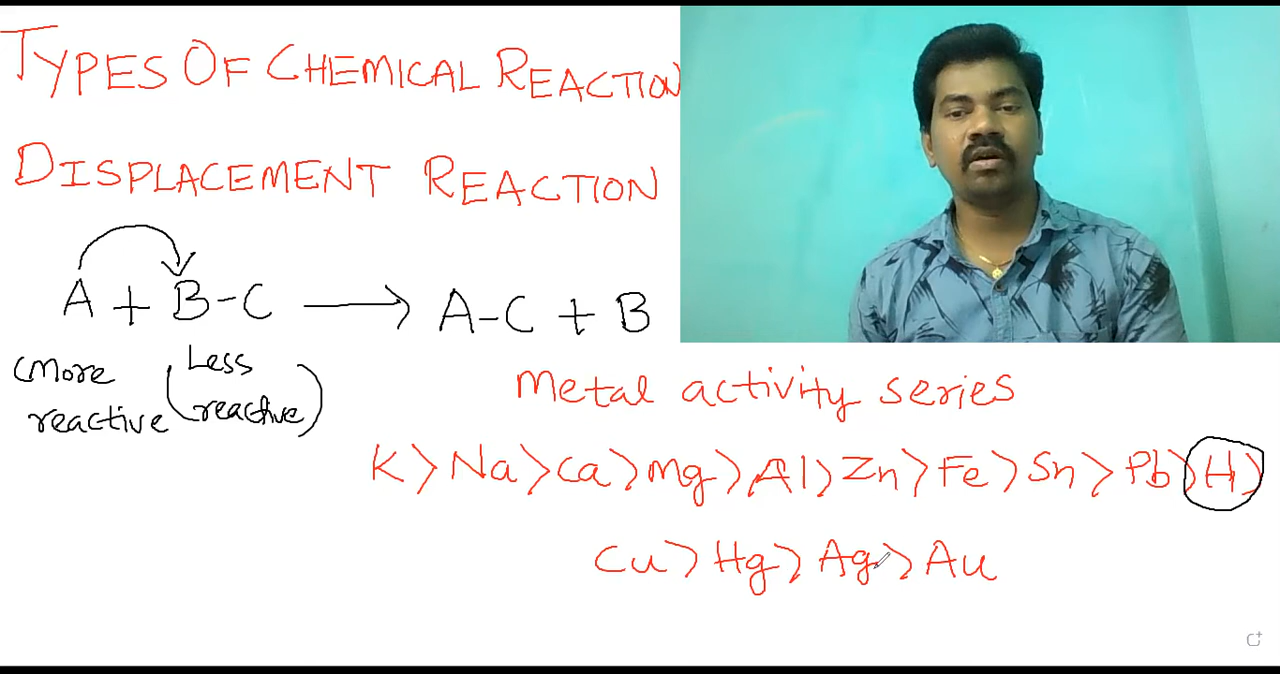 TYPES OF CHEMICAL REACTION
DISPLACEMENT REACTION
A + B-C → A-C + B
(More reactive (Less reactive)
Metal activity series
K>Na>Ca>Mg>Al>Zn>Fe>Sn>Pb>H>
Cu>Hg>Ag>Au